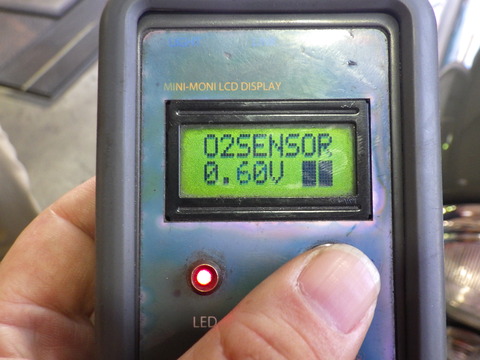 MINI-MONI LCD DISPLAY
O2SENSOR
0.60V
LED